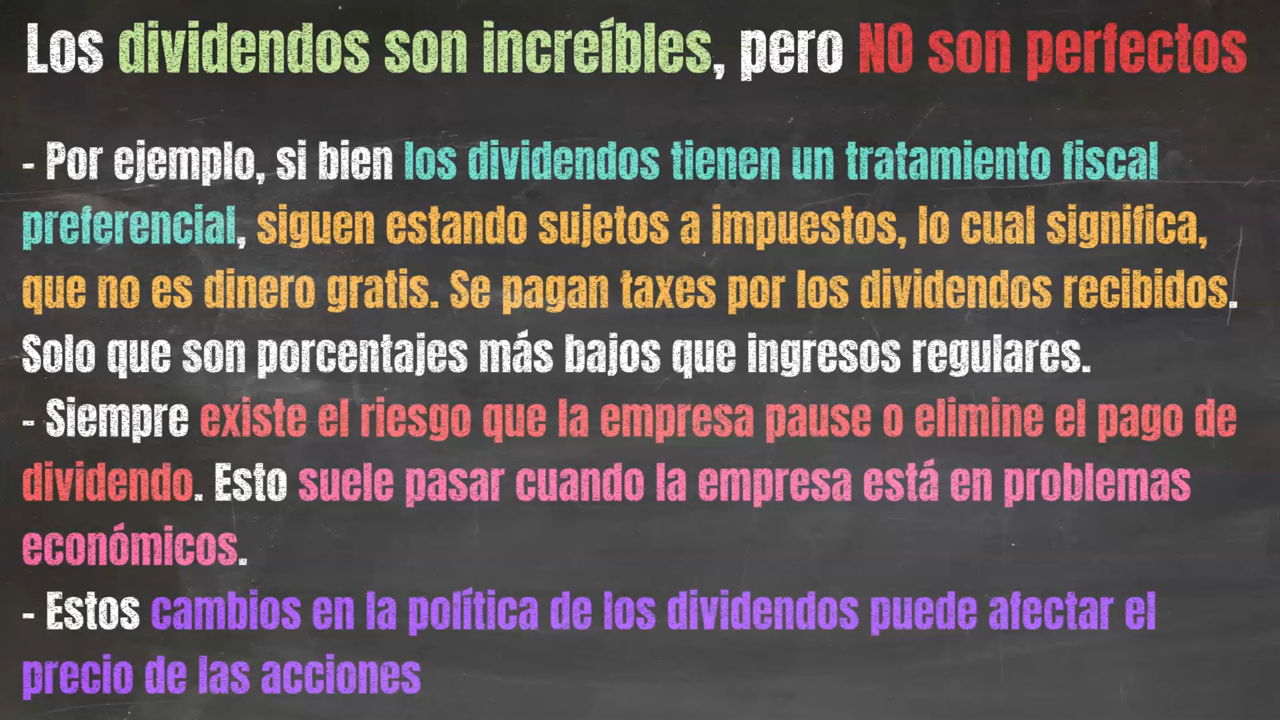 Los dividendos son increíbles, pero NO son perfectos
- Por ejemplo, si bien los dividendos tienen un tratamiento fiscal
preferencial, siguen estando sujetos a impuestos, lo cual significa,
que no es dinero gratis. Se pagan taxes por los dividendos recibidos.
Solo que son porcentajes más bajos que ingresos regulares.
- Siempre existe el riesgo que la empresa pause o elimine el pago de
dividendo. Esto suele pasar cuando la empresa está en problemas
económicos.
- Estos cambios en la política de los dividendos puede afectar el
precio de las acciones